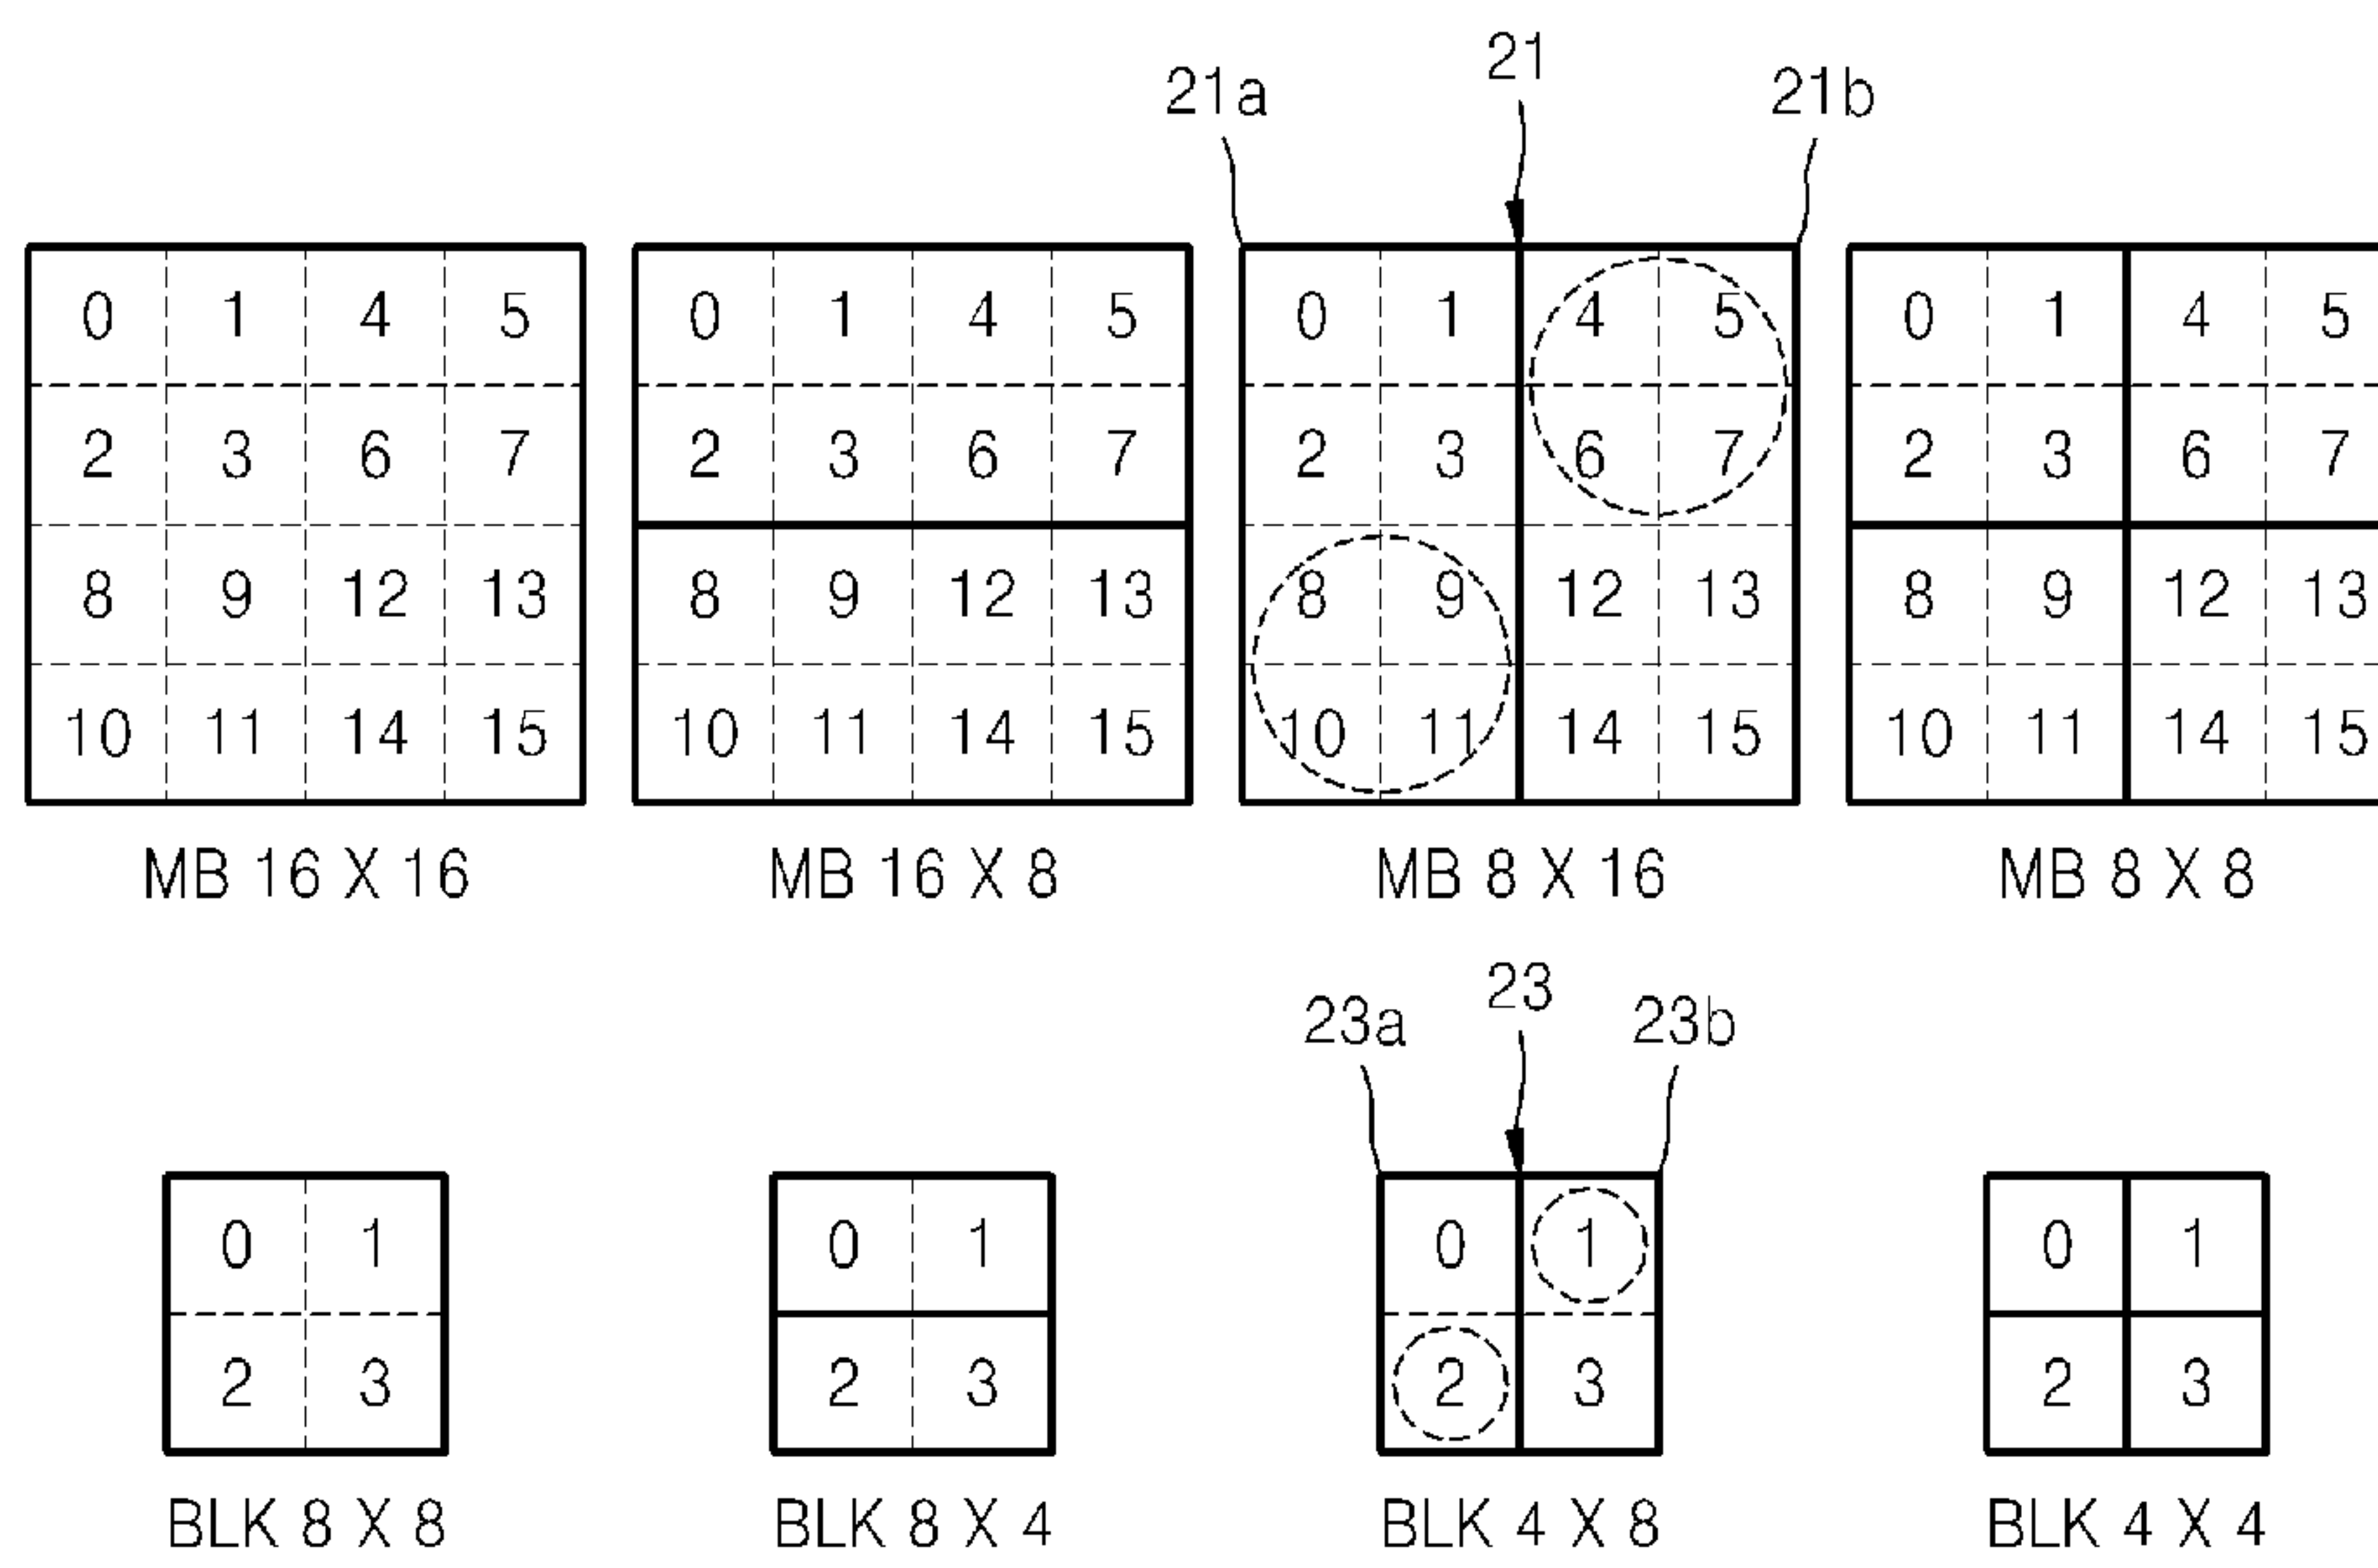 21
21a 21b
0 1 4 5 0 1 4 5 0 1 4 5 0 1 4 5
2 3 6 7 2 3 6 7 2 3 6 7 2 3 6 7
8 9 12 13 8 9 12 13 8 9 12 13 8 9 12 13
10 11 14 15 10 11 14 15 10 11 14 15 10 11 14 15
MB 16 X 16 MB 16 X 8 MB 8 X 16 MB 8 X 8
23
23a 23b
0 1 0 1 0 1 0 1
2 3 2 3 2 3 2 3
BLK 8 X 8 BLK 8 X 4 BLK 4 X 8 BLK 4 X 4